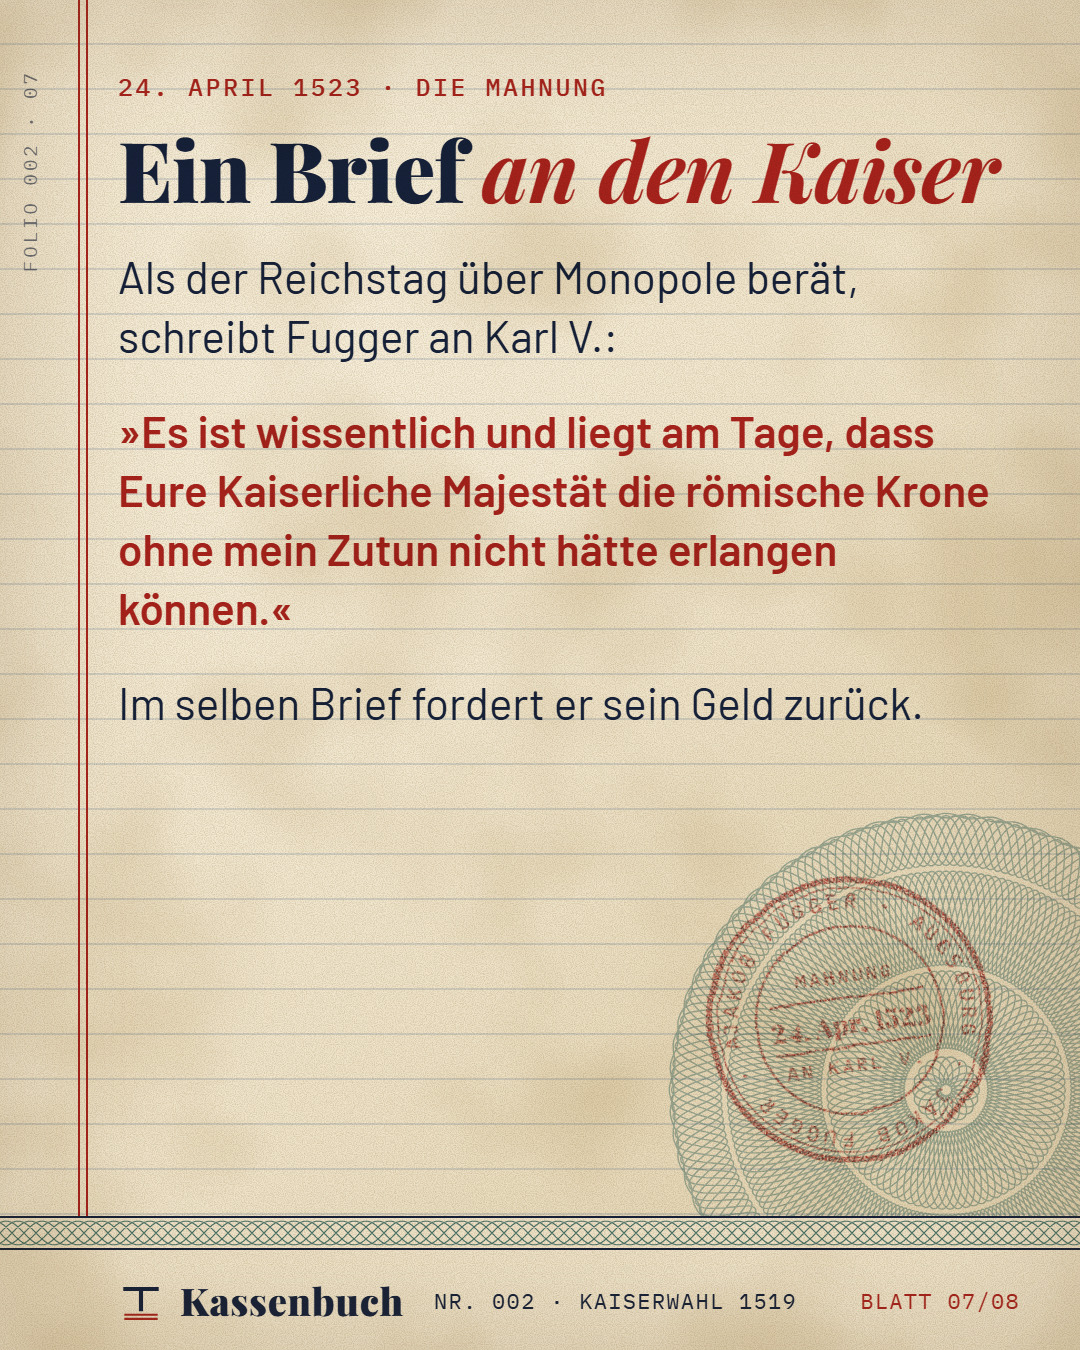 FOLIO 002 · 07
24. APRIL 1523 · DIE MAHNUNG
Ein Brief an den Kaiser
Als der Reichstag über Monopole berät,
schreibt Fugger an Karl V.:
»Es ist wissentlich und liegt am Tage, dass
Eure Kaiserliche Majestät die römische Krone
ohne mein Zutun nicht hätte erlangen
können.«
Im selben Brief fordert er sein Geld zurück.
JAKOB FUGGER · AUGSBURG ·
MAHNUNG
24. Apr. 1523
AN KARL V.
Kassenbuch
NR. 002 · KAISERWAHL 1519
BLATT 07/08